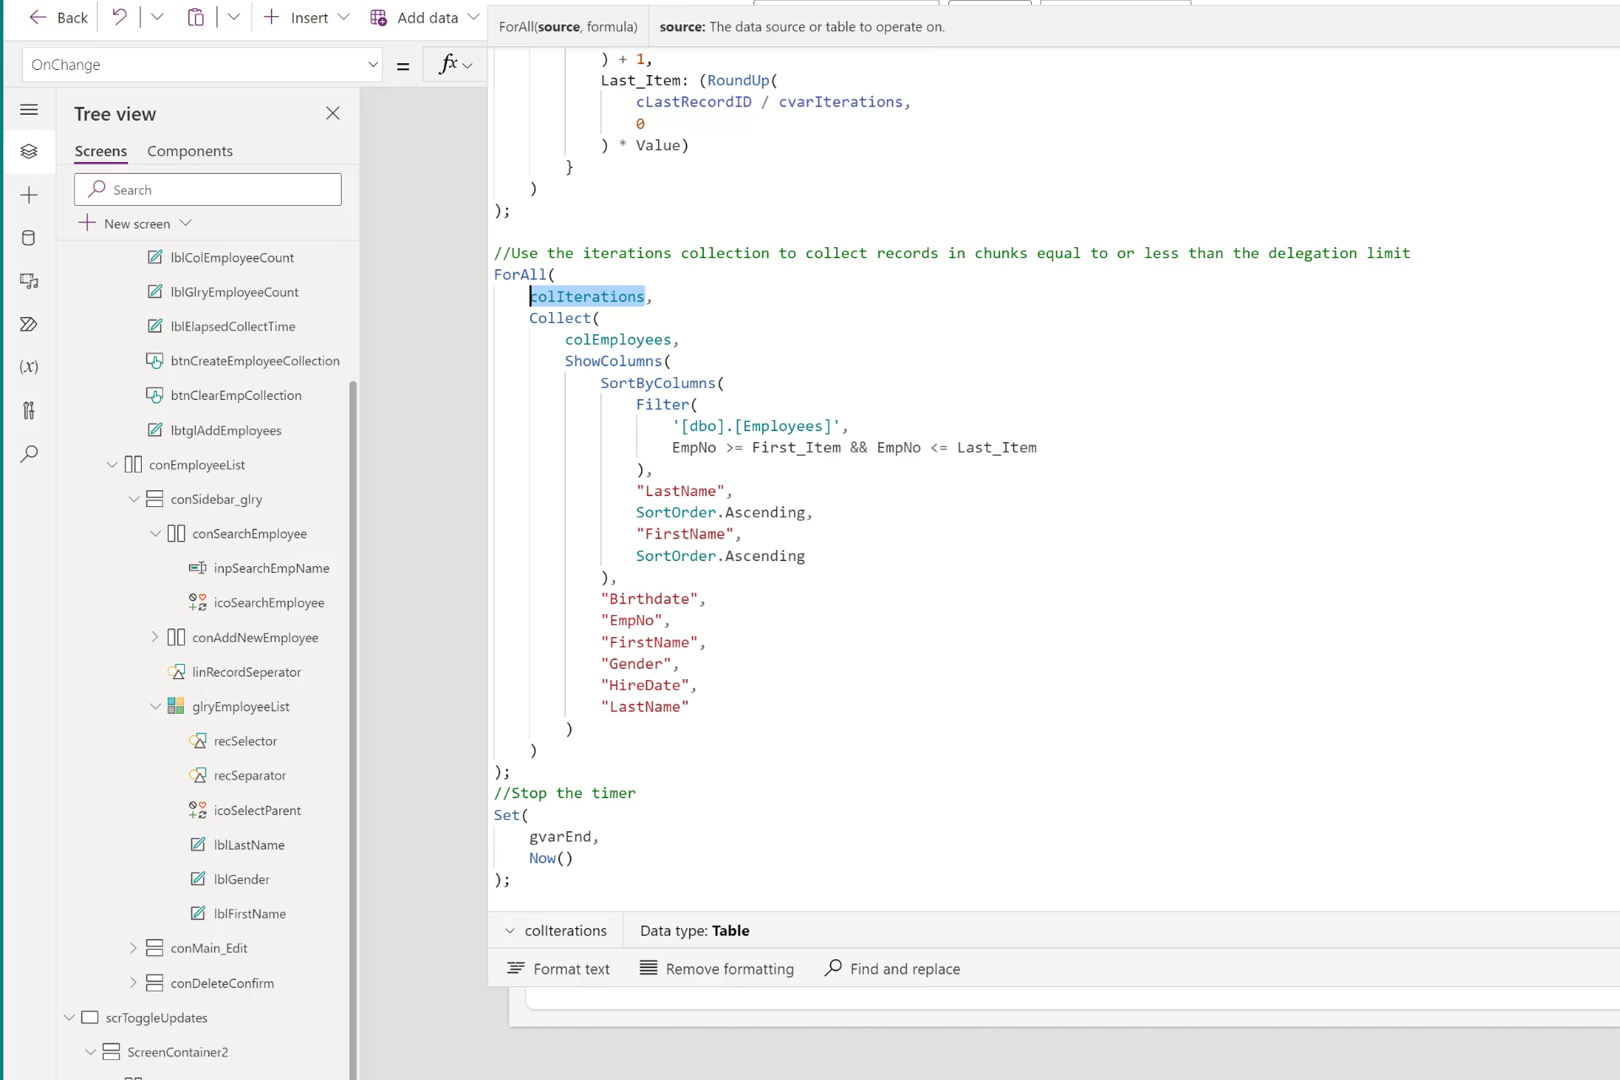 Back
Insert
Add data
ForAll(source, formula)
source: The data source or table to operate on.
OnChange
=
fx
Tree view
Screens
Components
Search
New screen
lblColEmployeeCount
lblGlryEmployeeCount
lblElapsedCollectTime
btnCreateEmployeeCollection
btnClearEmpCollection
lbtglAddEmployees
conEmployeeList
conSidebar_glry
conSearchEmployee
inpSearchEmpName
icoSearchEmployee
conAddNewEmployee
linRecordSeperator
glryEmployeeList
recSelector
recSeparator
icoSelectParent
lblLastName
lblGender
lblFirstName
conMain_Edit
conDeleteConfirm
scrToggleUpdates
ScreenContainer2
(x)
) + 1,
Last_Item: (RoundUp(
cLastRecordID / cvarIterations,
0
) * Value)
}
)
);
//Use the iterations collection to collect records in chunks equal to or less than the delegation limit
ForAll(
colIterations,
Collect(
colEmployees,
ShowColumns(
SortByColumns(
Filter(
'[dbo].[Employees]',
EmpNo >= First_Item && EmpNo <= Last_Item
),
"LastName",
SortOrder.Ascending,
"FirstName",
SortOrder.Ascending
),
"Birthdate",
"EmpNo",
"FirstName",
"Gender",
"HireDate",
"LastName"
)
)
);
//Stop the timer
Set(
gvarEnd,
Now()
);
colIterations
Data type: Table
Format text
Remove formatting
Find and replace